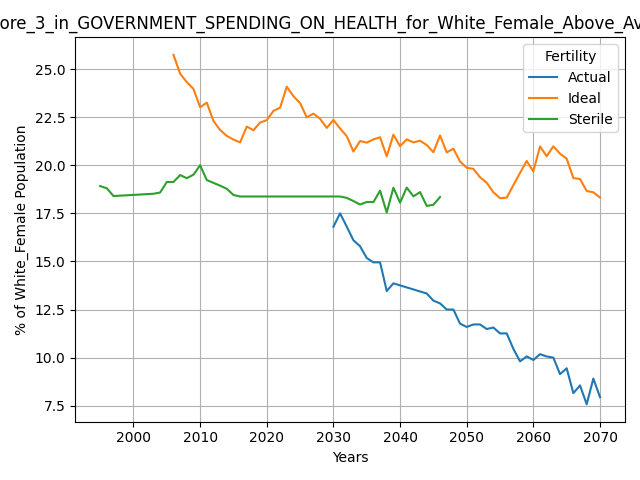 ore_3_in_GOVERNMENT_SPENDING_ON_HEALTH_for_White_Female_Above_Av
Fertility
Actual
Ideal
Sterile
% of White_Female Population
25.0
22.5
20.0
17.5
15.0
12.5
10.0
7.5
2000 2010 2020 2030 2040 2050 2060 2070
Years